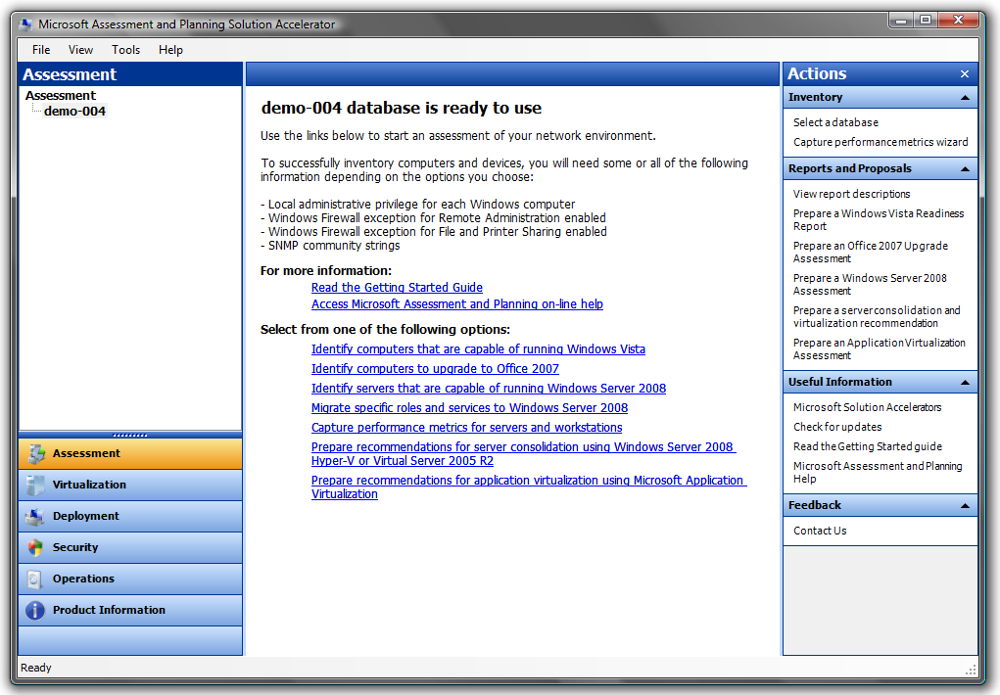 Microsoft Assessment and Planning Solution Accelerator
File View Tools Help
Assessment
Assessment
demo-004
Assessment
Virtualization
Deployment
Security
Operations
Product Information
demo-004 database is ready to use
Use the links below to start an assessment of your network environment.
To successfully inventory computers and devices, you will need some or all of the following
information depending on the options you choose:
- Local administrative privilege for each Windows computer
- Windows Firewall exception for Remote Administration enabled
- Windows Firewall exception for File and Printer Sharing enabled
- SNMP community strings
For more information:
Read the Getting Started Guide
Access Microsoft Assessment and Planning on-line help
Select from one of the following options:
Identify computers that are capable of running Windows Vista
Identify computers to upgrade to Office 2007
Identify servers that are capable of running Windows Server 2008
Migrate specific roles and services to Windows Server 2008
Capture performance metrics for servers and workstations
Prepare recommendations for server consolidation using Windows Server 2008
Hyper-V or Virtual Server 2005 R2
Prepare recommendations for application virtualization using Microsoft Application
Virtualization
Actions
Inventory
Select a database
Capture performance metrics wizard
Reports and Proposals
View report descriptions
Prepare a Windows Vista Readiness
Report
Prepare an Office 2007 Upgrade
Assessment
Prepare a Windows Server 2008
Assessment
Prepare a server consolidation and
virtualization recommendation
Prepare an Application Virtualization
Assessment
Useful Information
Microsoft Solution Accelerators
Check for updates
Read the Getting Started guide
Microsoft Assessment and Planning
Help
Feedback
Contact Us
Ready